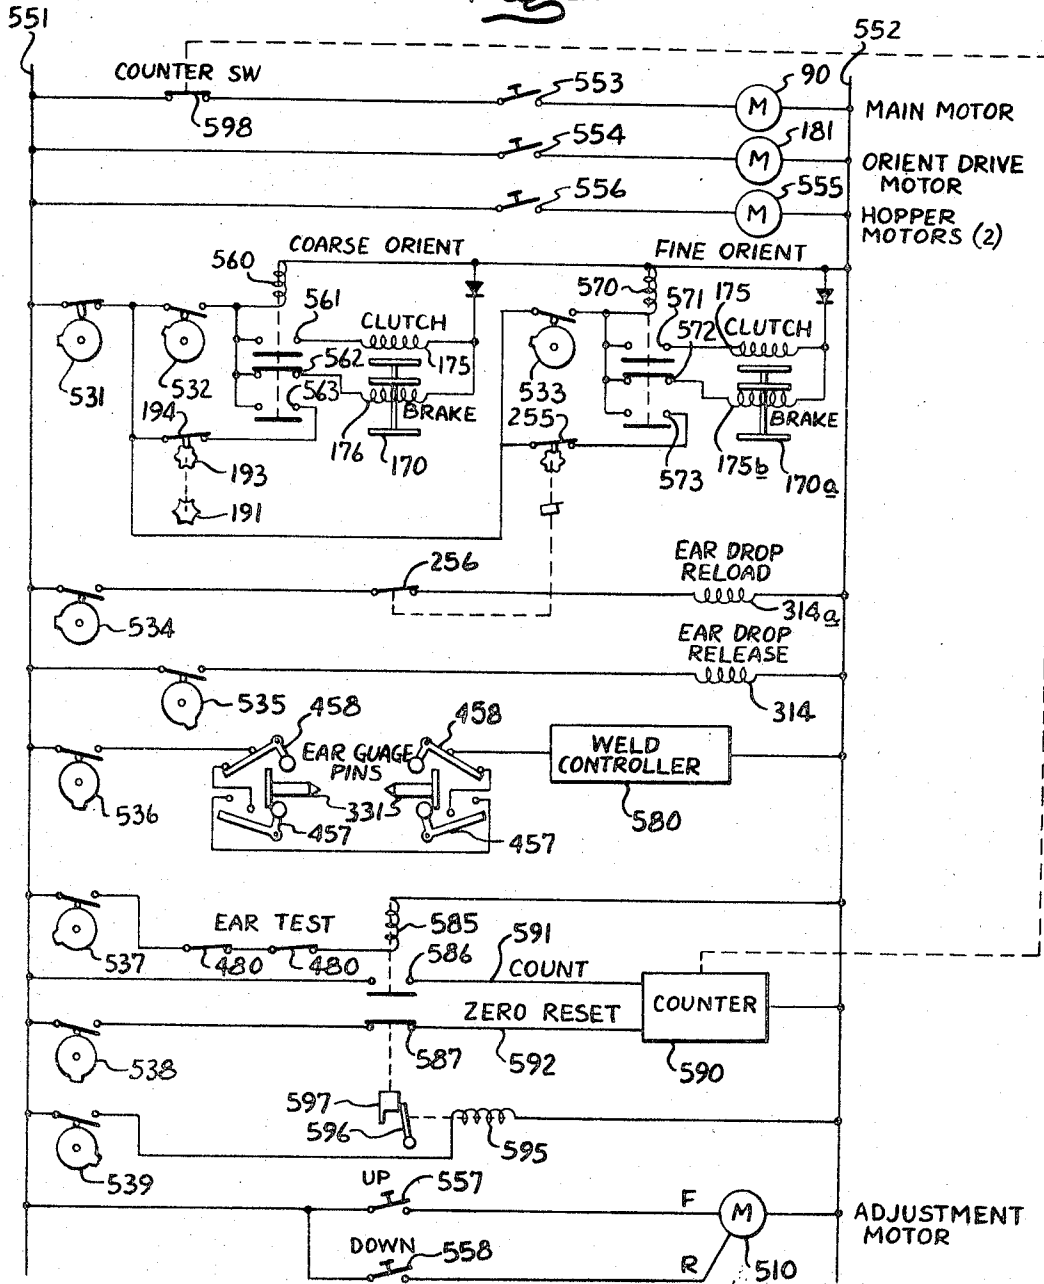 551
552
COUNTER SW
598
553
90
M
MAIN MOTOR
554
181
M
ORIENT DRIVE
MOTOR
556
555
M
HOPPER
MOTORS (2)
COARSE ORIENT
FINE ORIENT
560
561
CLUTCH
570
571
175
572
CLUTCH
531
532
562
175
533
563
BRAKE
BRAKE
194
176
170
255
193
573
175b
170a
191
256
EAR DROP
RELOAD
534
314a
EAR DROP
RELEASE
535
314
458
458
EAR GUAGE
PINS
WELD
CONTROLLER
331
536
457
457
580
EAR TEST
585
537
480
480
586
591
COUNT
COUNTER
ZERO RESET
538
587
592
590
597
596
595
539
UP
557
F
M
ADJUSTMENT
MOTOR
DOWN
558
R
510